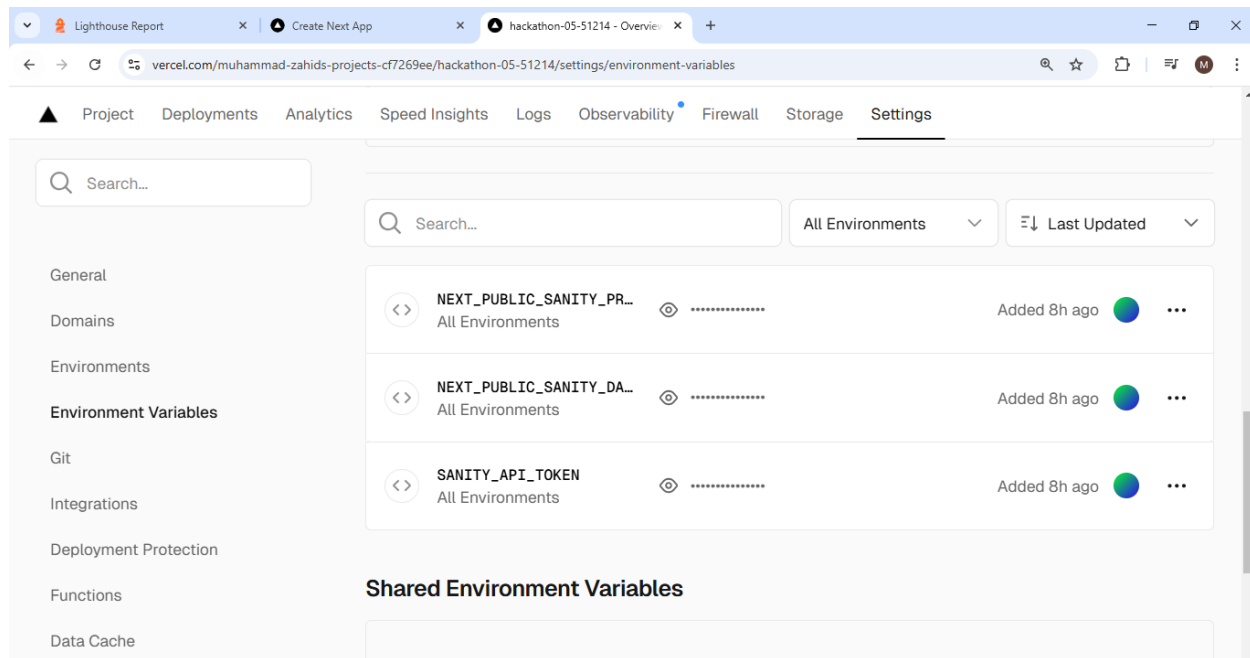 Lighthouse Report
Create Next App
hackathon-05-51214 - Overview
vercel.com/muhammad-zahids-projects-cf7269ee/hackathon-05-51214/settings/environment-variables
M
Project Deployments Analytics Speed Insights Logs Observability Firewall Storage Settings
Search...
General
Domains
Environments
Environment Variables
Git
Integrations
Deployment Protection
Functions
Data Cache
Search...
All Environments
Last Updated
NEXT_PUBLIC_SANITY_PR...
All Environments
•••••••••••••••
Added 8h ago
NEXT_PUBLIC_SANITY_DA...
All Environments
•••••••••••••••
Added 8h ago
SANITY_API_TOKEN
All Environments
•••••••••••••••
Added 8h ago
Shared Environment Variables